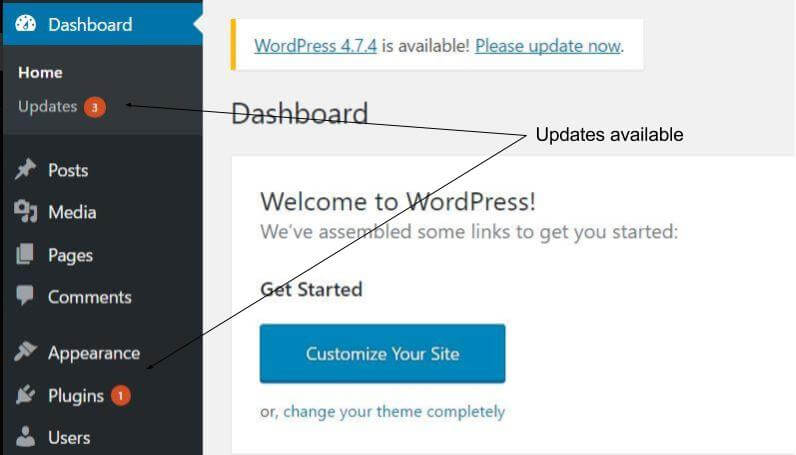 Dashboard
Home
Updates 3
Posts
Media
Pages
Comments
Appearance
Plugins 1
Users
WordPress 4.7.4 is available! Please update now.
Dashboard
Updates available
Welcome to WordPress!
We've assembled some links to get you started:
Get Started
Customize Your Site
or, change your theme completely